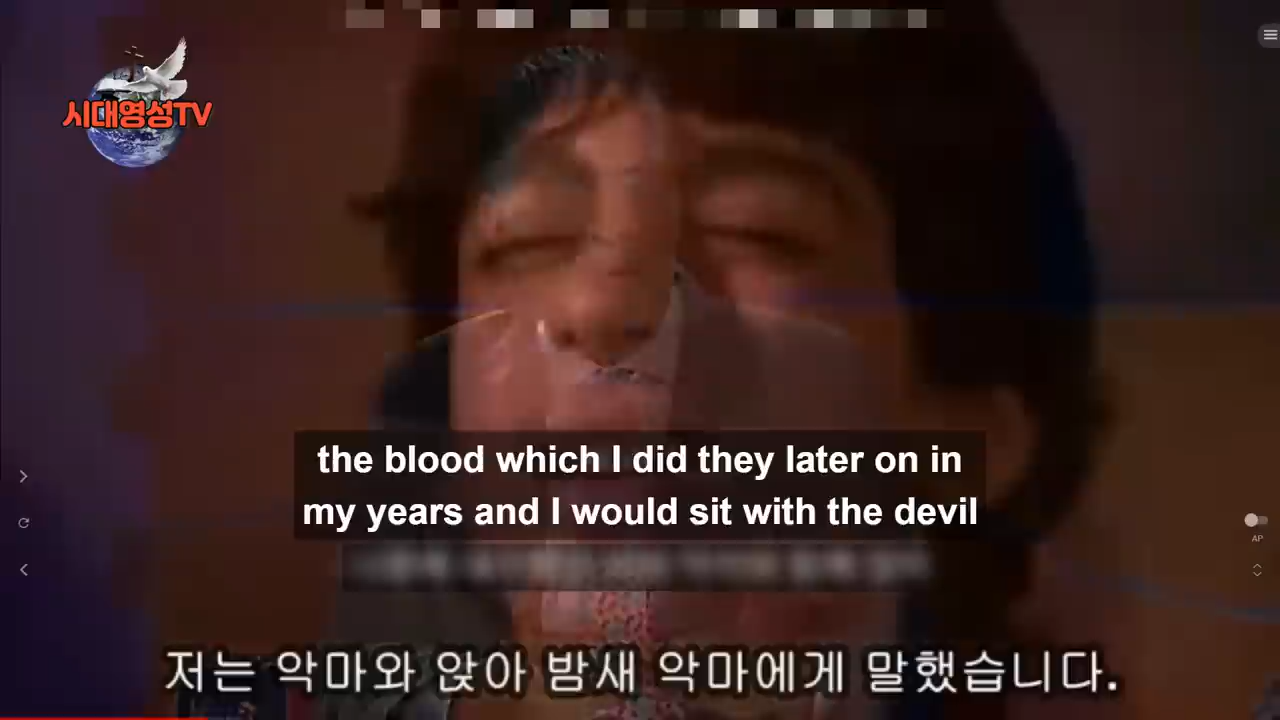 시대영성TV
the blood which I did they later on in
my years and I would sit with the devil
AP
저는 악마와 앉아 밤새 악마에게 말했습니다.